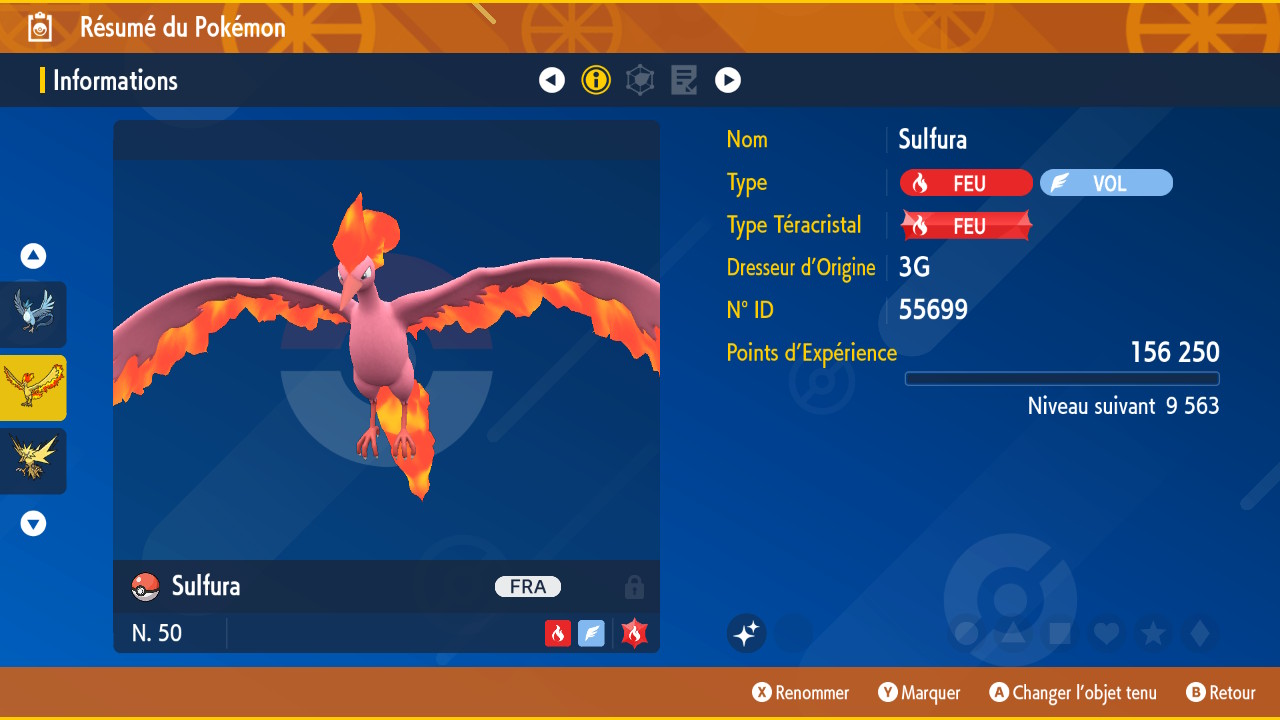 Résumé du Pokémon
Informations
Nom Sulfura
Type FEU VOL
Type Téracristal FEU
Dresseur d'Origine 3G
N° ID 55699
Points d'Expérience 156 250
Niveau suivant 9 563
Sulfura FRA
N. 50
X Renommer Y Marquer A Changer l'objet tenu B Retour